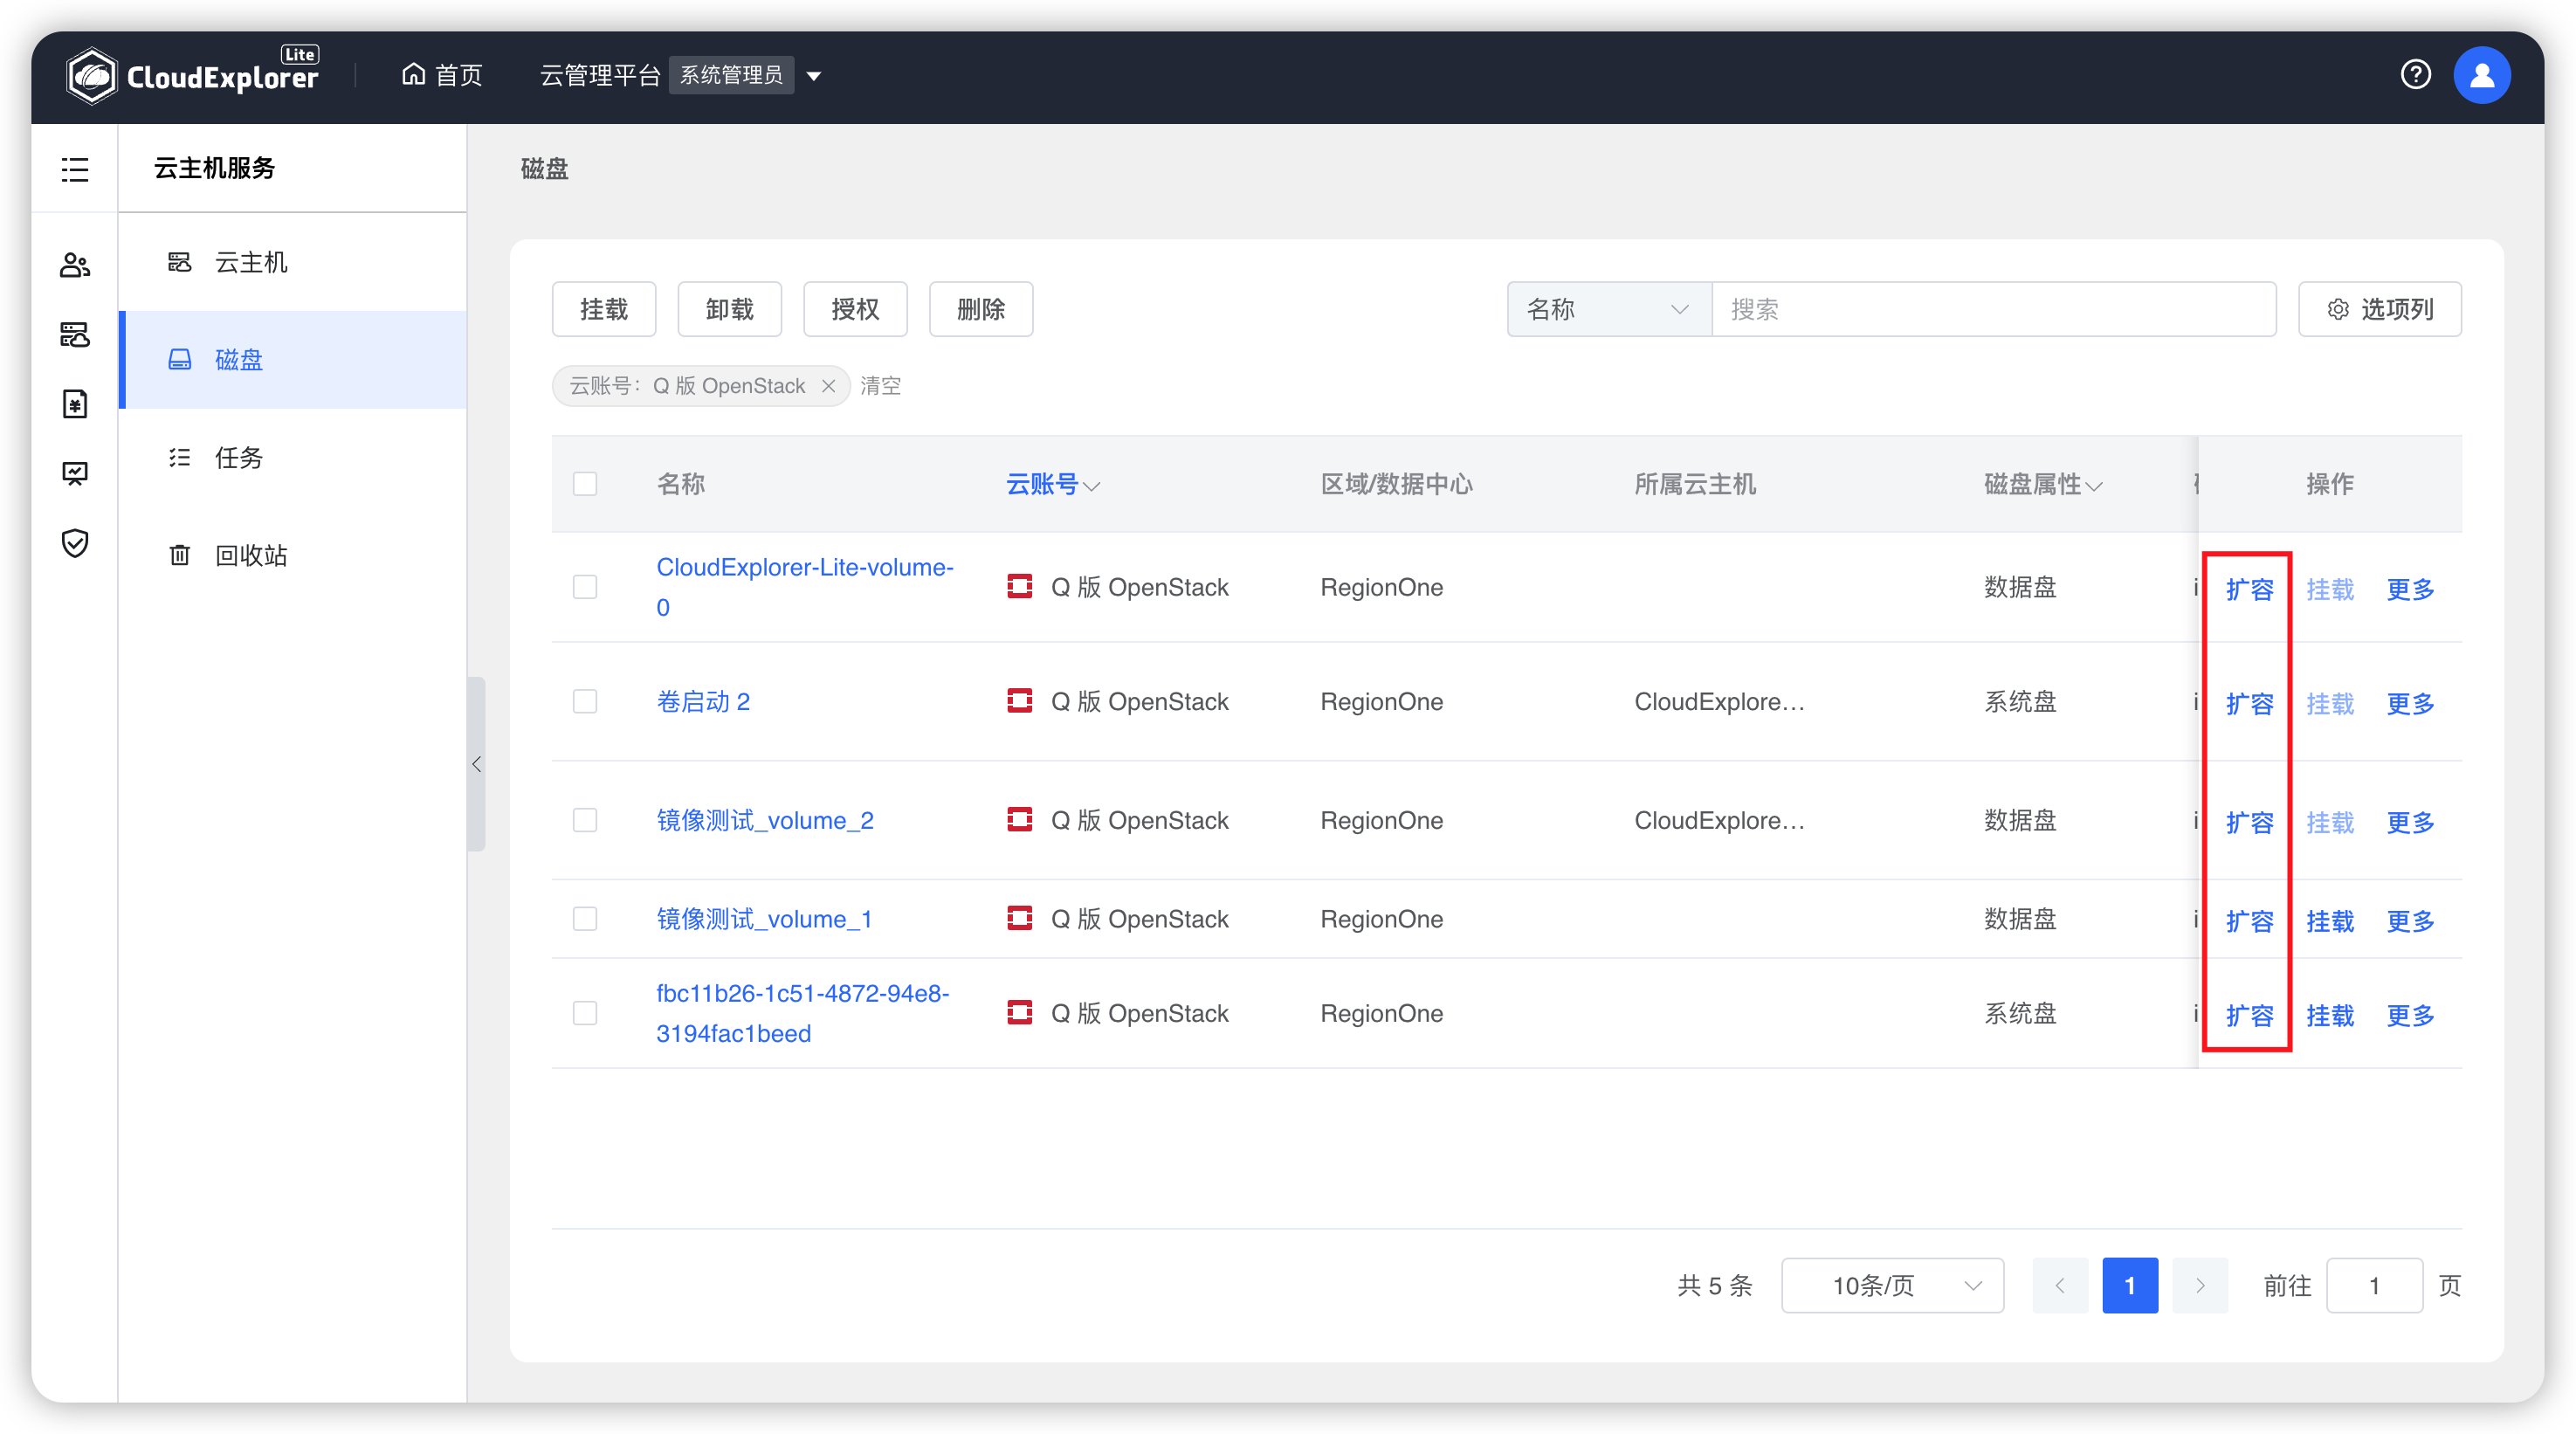 CloudExplorer Lite
首页
云管理平台 系统管理员
云主机服务
云主机
磁盘
任务
回收站
磁盘
挂载 卸载 授权 删除 名称 搜索 选项列
云账号: Q 版 OpenStack 清空
名称 云账号 区域/数据中心 所属云主机 磁盘属性 操作
CloudExplorer-Lite-volume-
0
Q 版 OpenStack RegionOne 数据盘 扩容 挂载 更多
卷启动 2 Q 版 OpenStack RegionOne CloudExplore... 系统盘 扩容 挂载 更多
镜像测试_volume_2 Q 版 OpenStack RegionOne CloudExplore... 数据盘 扩容 挂载 更多
镜像测试_volume_1 Q 版 OpenStack RegionOne 数据盘 扩容 挂载 更多
fbc11b26-1c51-4872-94e8-
3194fac1beed
Q 版 OpenStack RegionOne 系统盘 扩容 挂载 更多
共 5 条 10条/页 1 前往 1 页